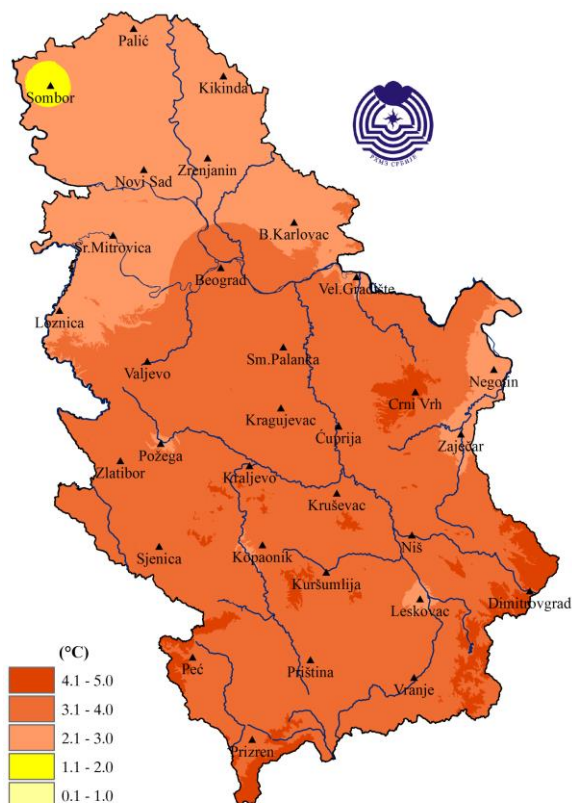 Palić
Kikinda
Sombor
Zrenjanin
Novi Sad
РХМЗ СРБИЈЕ
B.Karlovac
Sr.Mitrovica
Beograd
Vel.Gradište
Loznica
Sm.Palanka
Valjevo
Negotin
Crni Vrh
Kragujevac
Ćuprija
Zaječar
Požega
Zlatibor
Kraljevo
Kruševac
Niš
Sjenica
Kopaonik
Kuršumlija
Dimitrovgrad
Leskovac
Peć
Priština
Vranje
Prizren
(°C)
4.1 - 5.0
3.1 - 4.0
2.1 - 3.0
1.1 - 2.0
0.1 - 1.0